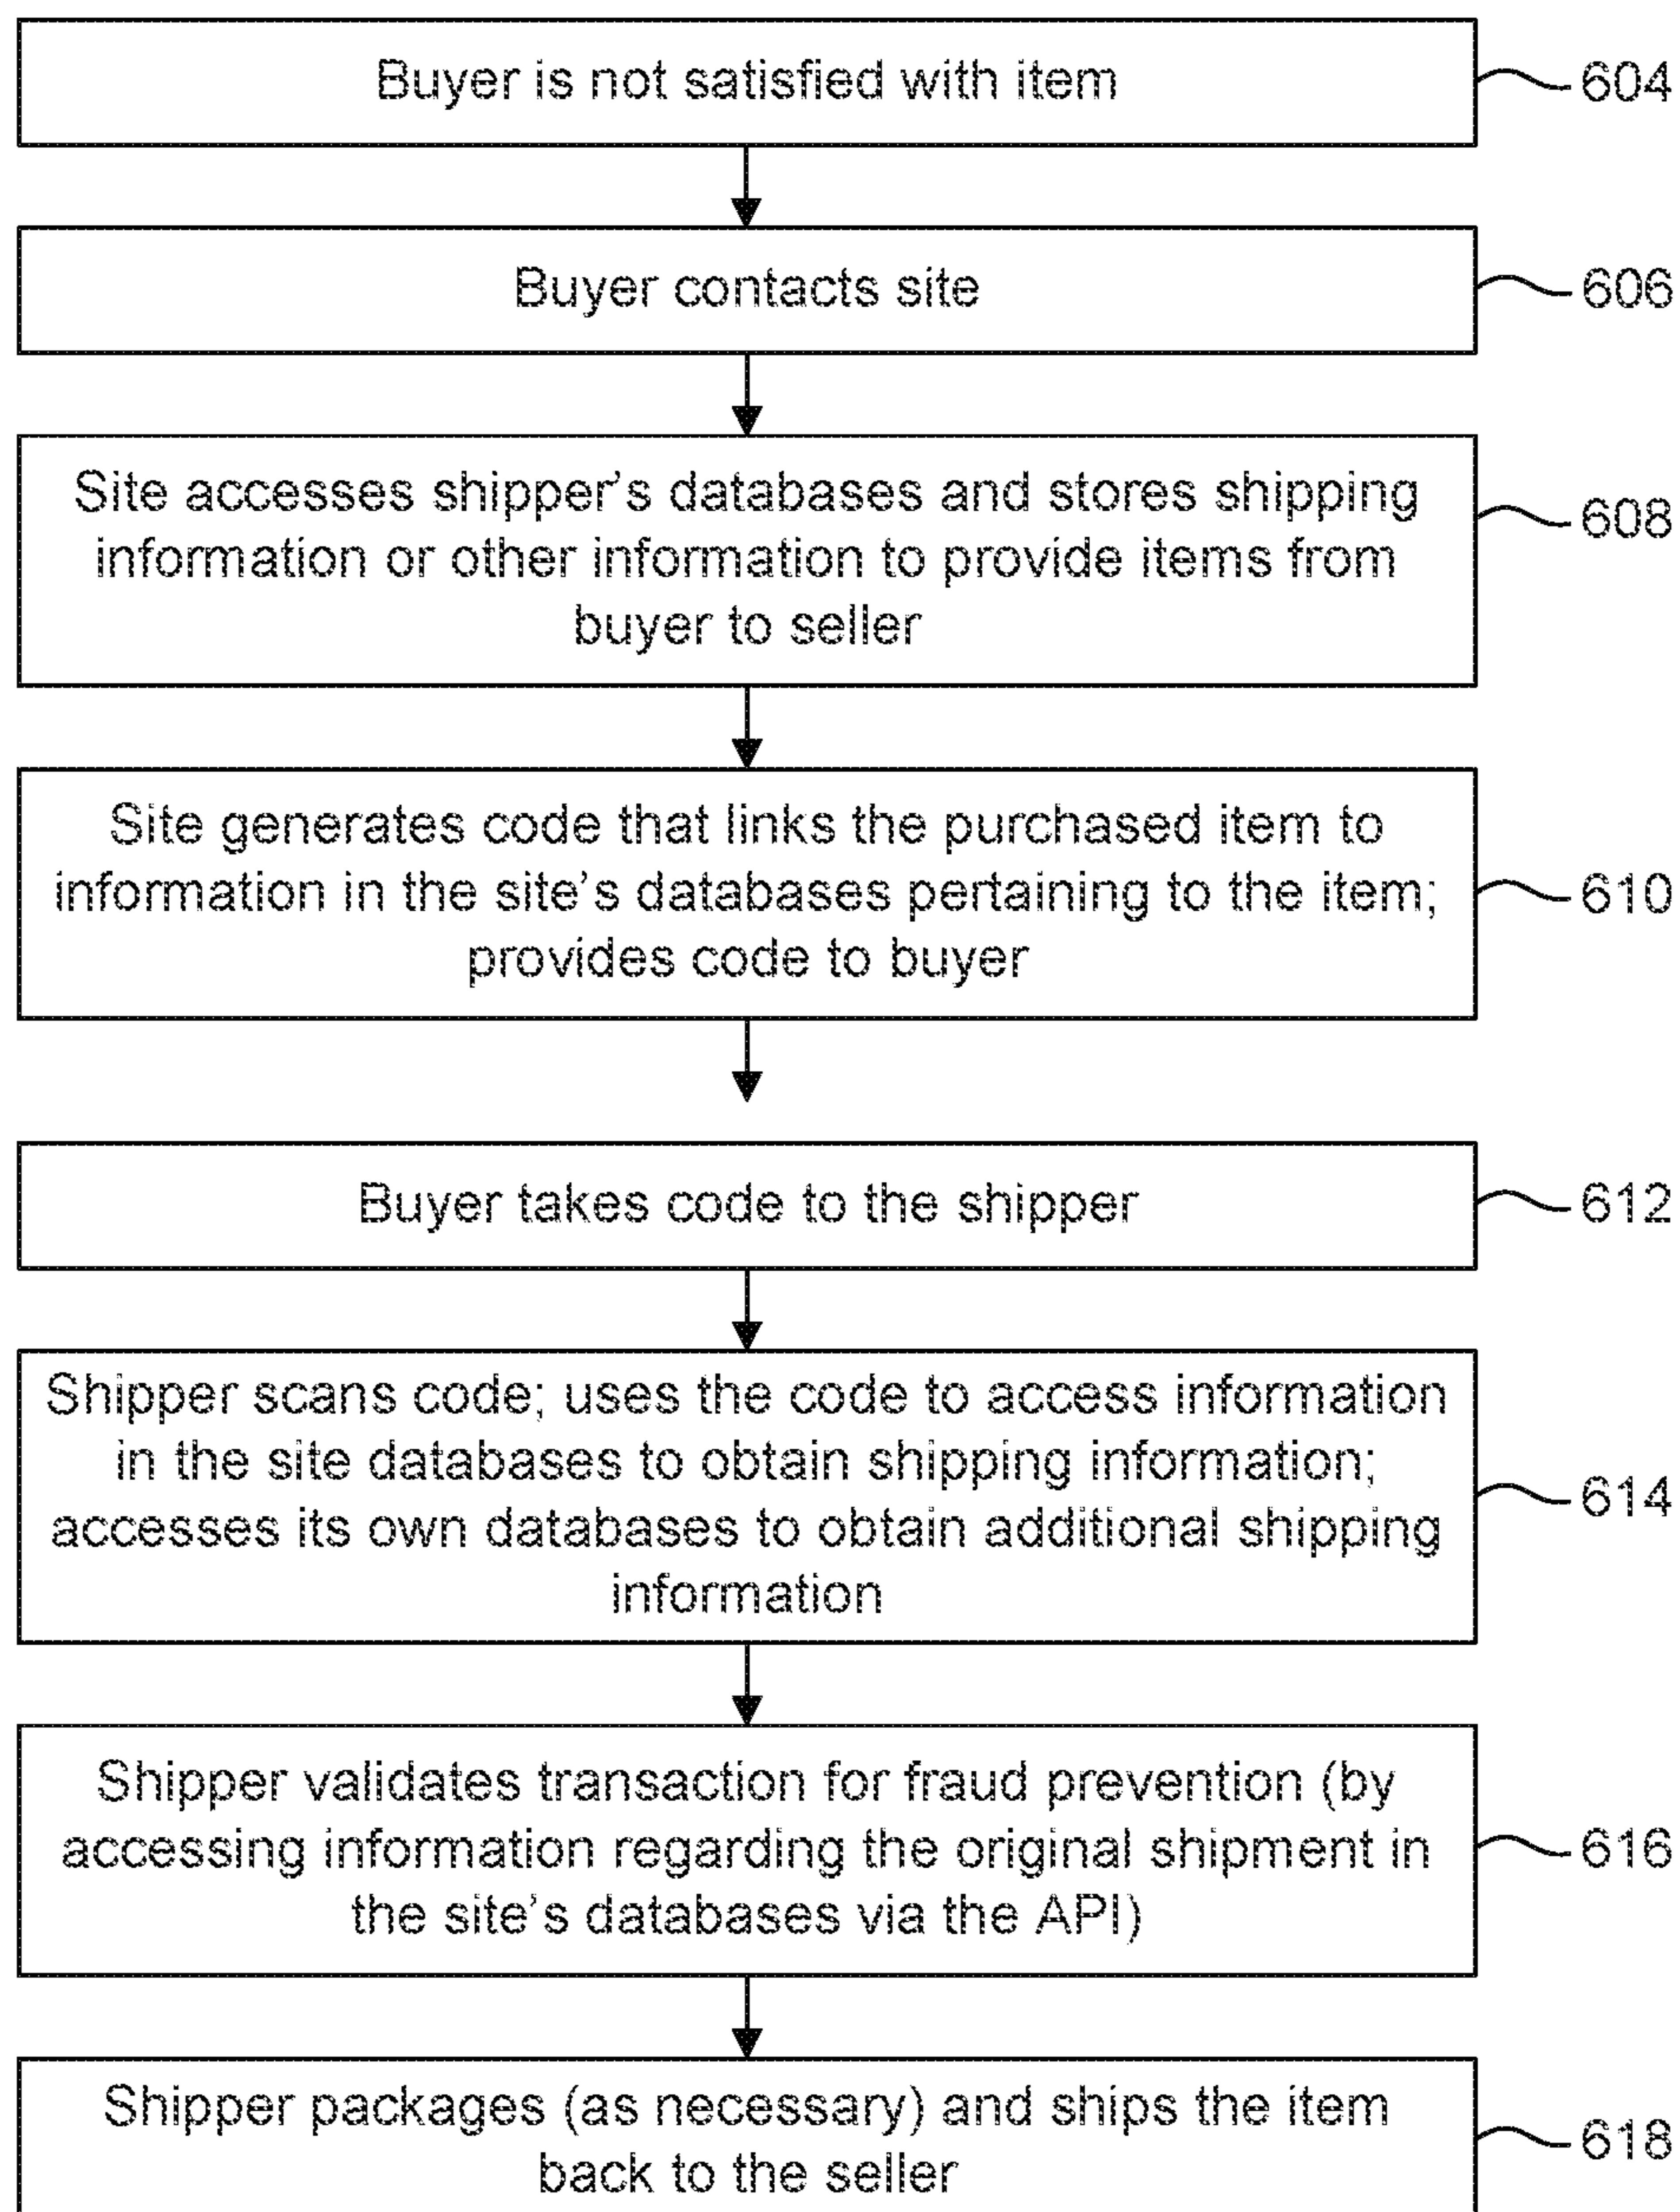 Buyer is not satisfied with item
604
Buyer contacts site
606
Site accesses shipper's databases and stores shipping
information or other information to provide items from
buyer to seller
608
Site generates code that links the purchased item to
information in the site's databases pertaining to the item;
provides code to buyer
610
Buyer takes code to the shipper
612
Shipper scans code; uses the code to access information
in the site databases to obtain shipping information;
accesses its own databases to obtain additional shipping
information
614
Shipper validates transaction for fraud prevention (by
accessing information regarding the original shipment in
the site's databases via the API)
616
Shipper packages (as necessary) and ships the item
back to the seller
618